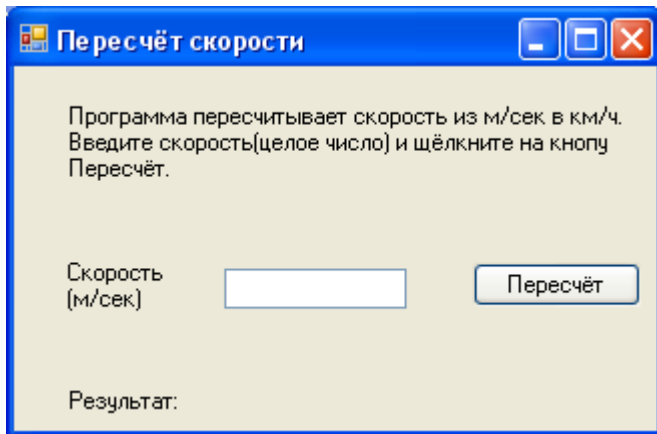 Пересчёт скорости
Программа пересчитывает скорость из м/сек в км/ч.
Введите скорость(целое число) и щёлкните на кнопу
Пересчёт.
Скорость
(м/сек)
Пересчёт
Результат: